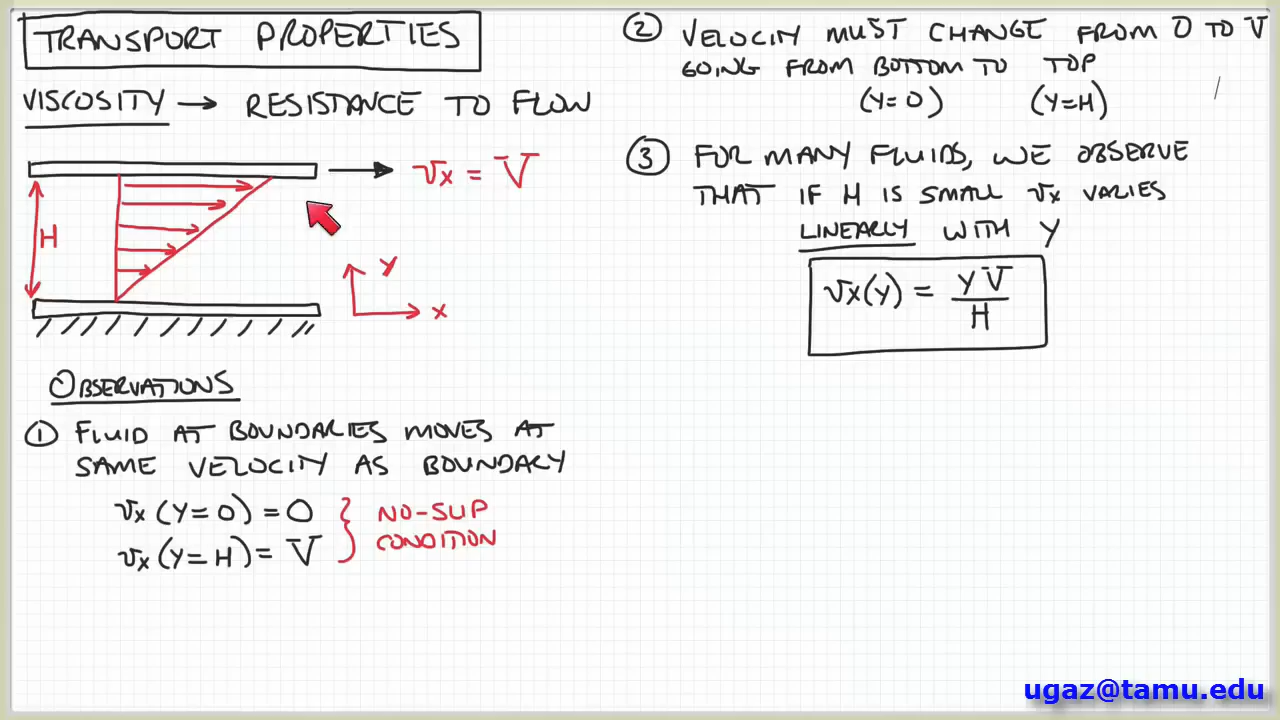 TRANSPORT PROPERTIES
VISCOSITY → RESISTANCE TO FLOW
vx = V
H
y
x
OBSERVATIONS
① FLUID AT BOUNDARIES MOVES AT
SAME VELOCITY AS BOUNDARY
vx (y=0) = 0
vx (y=H) = V
} NO-SLIP
CONDITION
② VELOCITY MUST CHANGE FROM 0 TO V
GOING FROM BOTTOM TO TOP
(y=0) (y=H)
③ FOR MANY FLUIDS, WE OBSERVE
THAT IF H IS SMALL vx VARIES
LINEARLY WITH y
vx(y) = yV
H
ugaz@tamu.edu